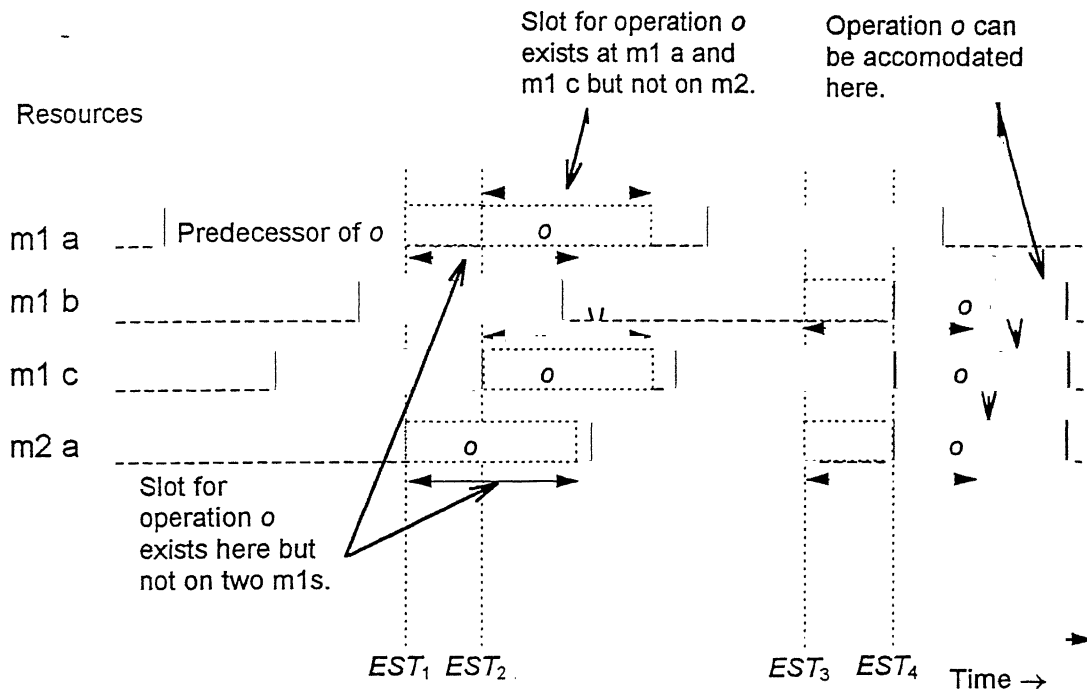 Slot for operation o
exists at m1 a and
m1 c but not on m2.
Operation o can
be accomodated
here.
Resources
m1 a
Predecessor of o
o
m1 b
o
m1 c
o
o
m2 a
o
o
Slot for
operation o
exists here but
not on two m1s.
EST₁ EST₂ EST₃ EST₄ Time →